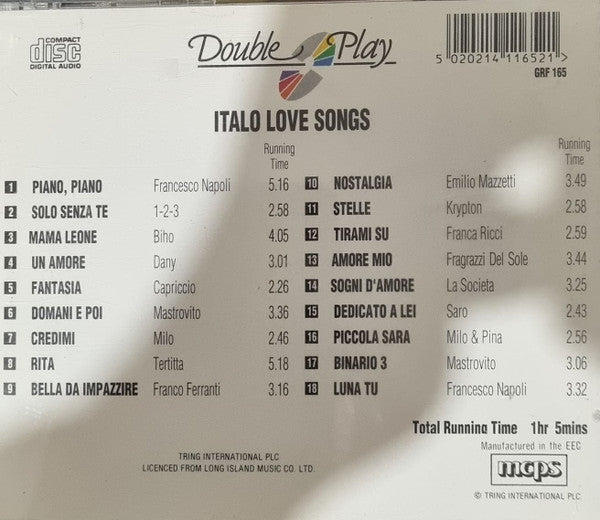 COMPACT
disc
DIGITAL AUDIO
Double Play
5 020214 116521 >
GRF 165
ITALO LOVE SONGS
Running
Time
1 PIANO, PIANO Francesco Napoli 5.16
2 SOLO SENZA TE 1-2-3 2.58
3 MAMA LEONE Biho 4.05
4 UN AMORE Dany 3.01
5 FANTASIA Capriccio 2.26
6 DOMANI E POI Mastrovito 3.36
7 CREDIMI Milo 2.46
8 RITA Tertitta 5.18
9 BELLA DA IMPAZZIRE Franco Ferranti 3.16
Running
Time
10 NOSTALGIA Emilio Mazzetti 3.49
11 STELLE Krypton 2.58
12 TIRAMI SU Franca Ricci 2.59
13 AMORE MIO Fragrazzi Del Sole 3.44
14 SOGNI D'AMORE La Societa 3.25
15 DEDICATO A LEI Saro 2.43
16 PICCOLA SARA Milo & Pina 2.56
17 BINARIO 3 Mastrovito 3.06
18 LUNA TU Francesco Napoli 3.32
Total Running Time 1hr 5mins
Manufactured in the EEC
TRING INTERNATIONAL PLC
LICENCED FROM LONG ISLAND MUSIC CO. LTD.
mcps
© TRING INTERNATIONAL PLC.